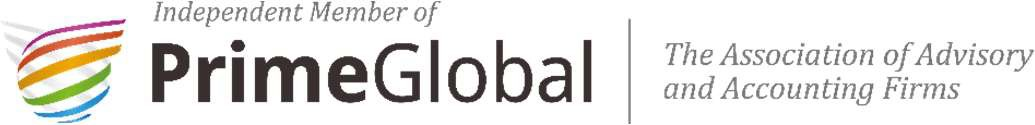 Independent Member of
PrimeGlobal
The Association of Advisory
and Accounting Firms